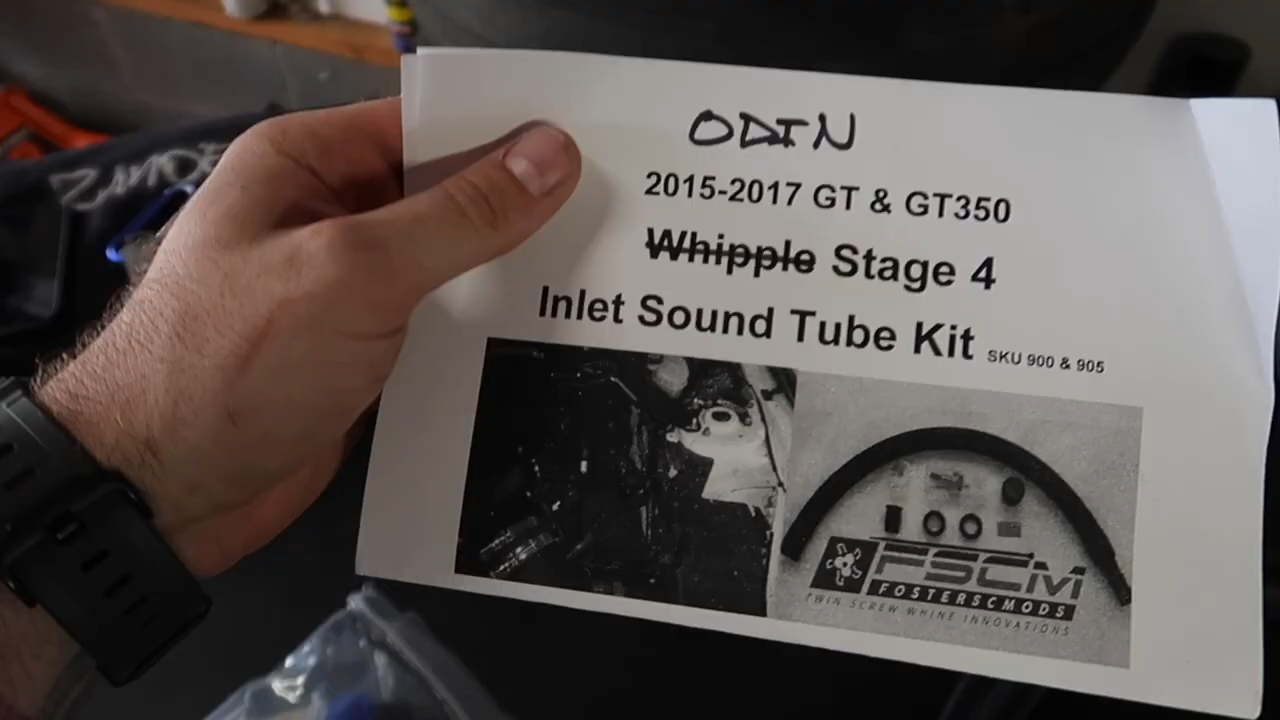 ODIN
2015-2017 GT & GT350
Whipple Stage 4
Inlet Sound Tube Kit SKU 900 & 905
FSCM
FOSTERSCMODS
TWIN SCREW WHINE INNOVATIONS